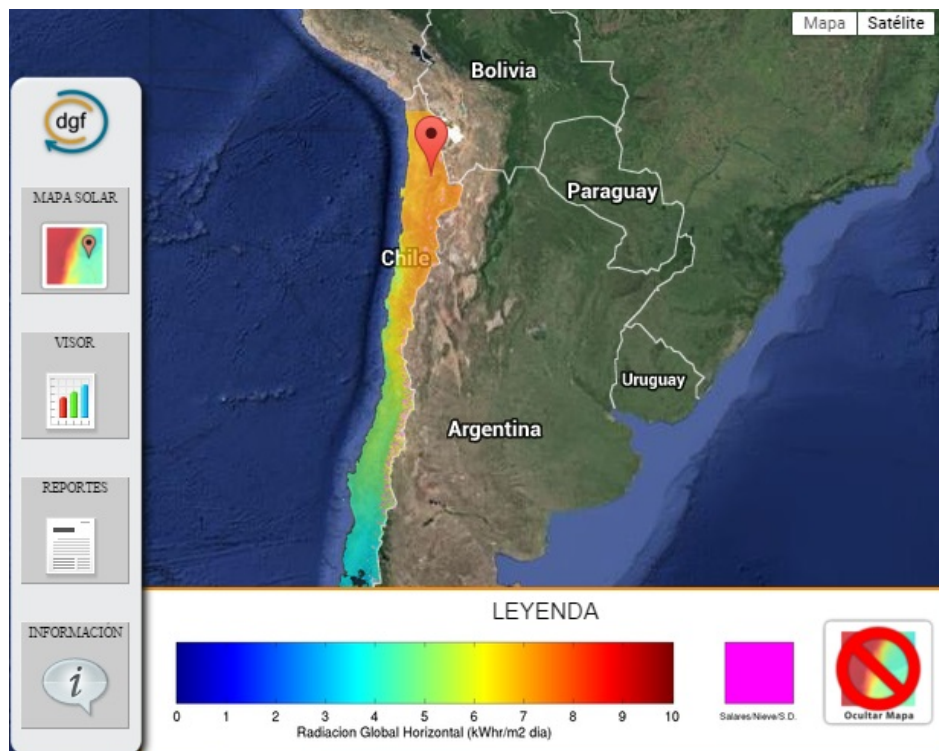 Mapa
Satélite
dgf
MAPA SOLAR
VISOR
REPORTES
INFORMACIÓN
i
Bolivia
Paraguay
Chile
Uruguay
Argentina
LEYENDA
0 1 2 3 4 5 6 7 8 9 10
Radiacion Global Horizontal (kWhr/m2 dia)
Salares/Nieve/S.D.
Ocultar Mapa